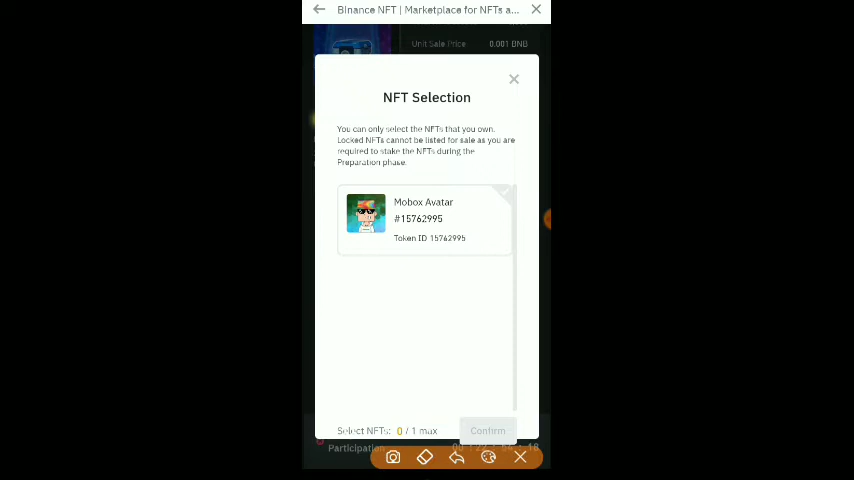 Binance NFT | Marketplace for NFTs a...
Unit Sale Price 0.001 BNB
NFT Selection
You can only select the NFTs that you own.
Locked NFTs cannot be listed for sale as you are
required to stake the NFTs during the
Preparation phase.
Mobox Avatar
#15762995
Token ID 15762995
Select NFTs: 0 / 1 max
Confirm
Participation